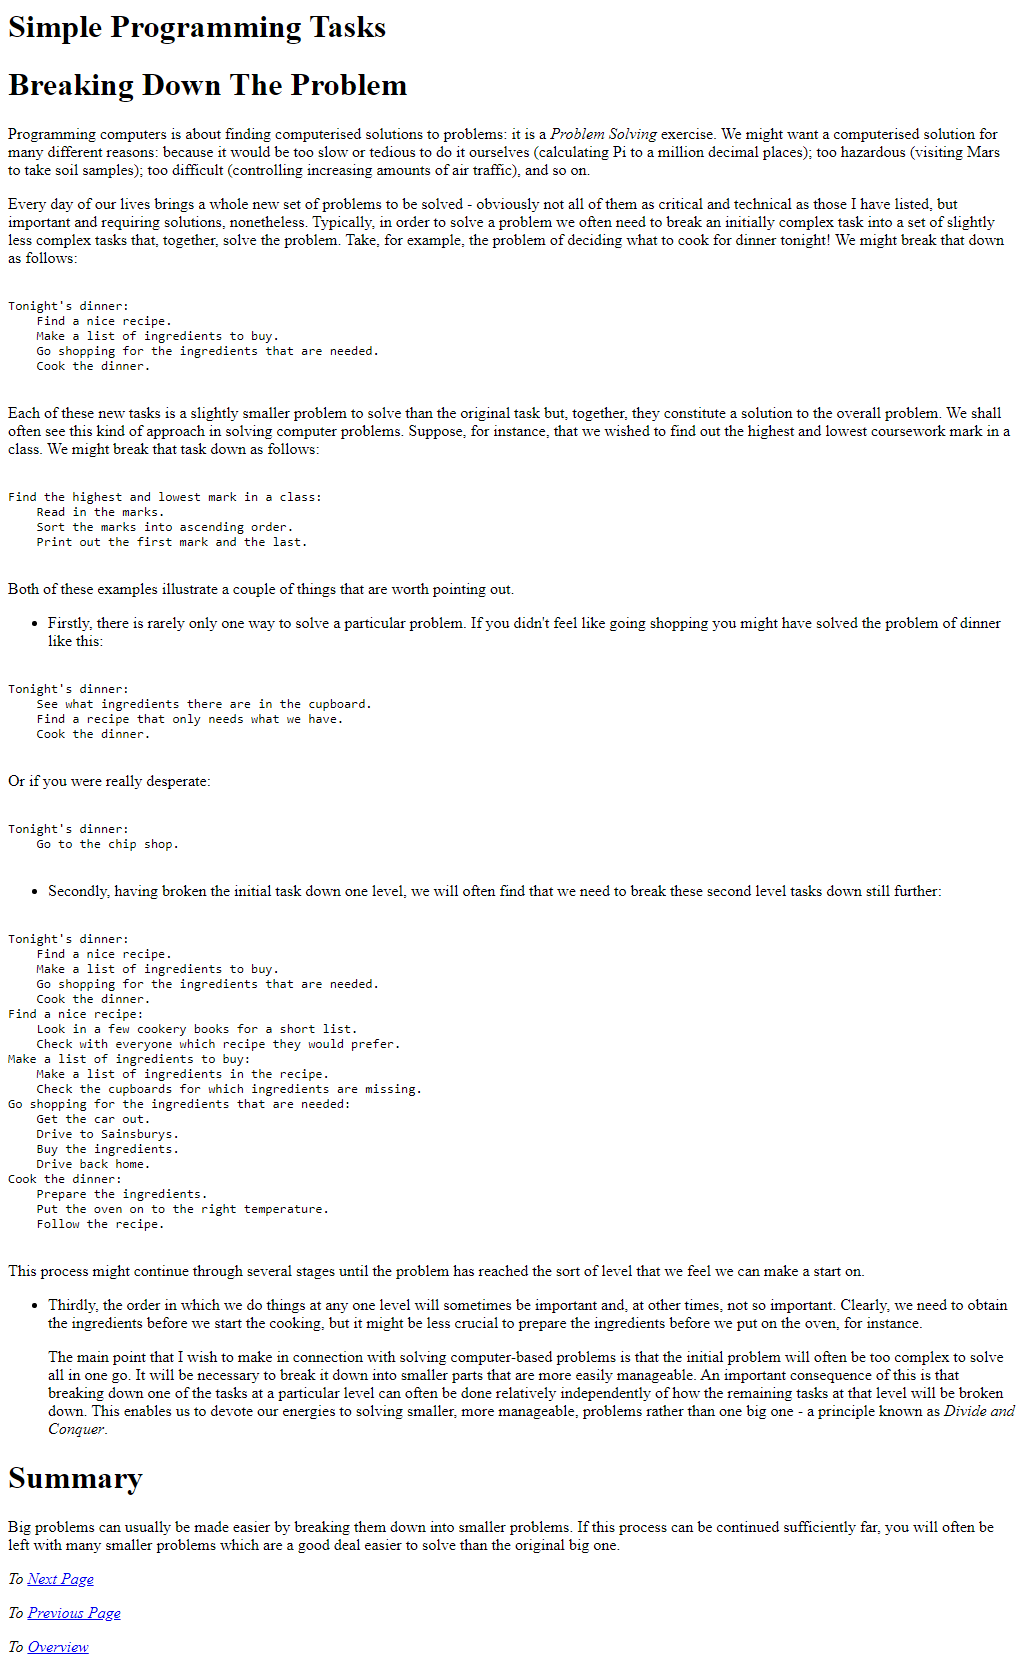 Simple Programming Tasks
Breaking Down The Problem
Programming computers is about finding computerised solutions to problems: it is a Problem Solving exercise. We might want a computerised solution for
many different reasons: because it would be too slow or tedious to do it ourselves (calculating Pi to a million decimal places); too hazardous (visiting Mars
to take soil samples); too difficult (controlling increasing amounts of air traffic), and so on.
Every day of our lives brings a whole new set of problems to be solved - obviously not all of them as critical and technical as those I have listed, but
important and requiring solutions, nonetheless. Typically, in order to solve a problem we often need to break an initially complex task into a set of slightly
less complex tasks that, together, solve the problem. Take, for example, the problem of deciding what to cook for dinner tonight! We might break that down
as follows:
Tonight's dinner:
    Find a nice recipe.
    Make a list of ingredients to buy.
    Go shopping for the ingredients that are needed.
    Cook the dinner.
Each of these new tasks is a slightly smaller problem to solve than the original task but, together, they constitute a solution to the overall problem. We shall
often see this kind of approach in solving computer problems. Suppose, for instance, that we wished to find out the highest and lowest coursework mark in a
class. We might break that task down as follows:
Find the highest and lowest mark in a class:
    Read in the marks.
    Sort the marks into ascending order.
    Print out the first mark and the last.
Both of these examples illustrate a couple of things that are worth pointing out.
• Firstly, there is rarely only one way to solve a particular problem. If you didn't feel like going shopping you might have solved the problem of dinner
like this:
Tonight's dinner:
    See what ingredients there are in the cupboard.
    Find a recipe that only needs what we have.
    Cook the dinner.
Or if you were really desperate:
Tonight's dinner:
    Go to the chip shop.
• Secondly, having broken the initial task down one level, we will often find that we need to break these second level tasks down still further:
Tonight's dinner:
    Find a nice recipe.
    Make a list of ingredients to buy.
    Go shopping for the ingredients that are needed.
    Cook the dinner.
Find a nice recipe:
    Look in a few cookery books for a short list.
    Check with everyone which recipe they would prefer.
Make a list of ingredients to buy:
    Make a list of ingredients in the recipe.
    Check the cupboards for which ingredients are missing.
Go shopping for the ingredients that are needed:
    Get the car out.
    Drive to Sainsburys.
    Buy the ingredients.
    Drive back home.
Cook the dinner:
    Prepare the ingredients.
    Put the oven on to the right temperature.
    Follow the recipe.
This process might continue through several stages until the problem has reached the sort of level that we feel we can make a start on.
• Thirdly, the order in which we do things at any one level will sometimes be important and, at other times, not so important. Clearly, we need to obtain
the ingredients before we start the cooking, but it might be less crucial to prepare the ingredients before we put on the oven, for instance.
The main point that I wish to make in connection with solving computer-based problems is that the initial problem will often be too complex to solve
all in one go. It will be necessary to break it down into smaller parts that are more easily manageable. An important consequence of this is that
breaking down one of the tasks at a particular level can often be done relatively independently of how the remaining tasks at that level will be broken
down. This enables us to devote our energies to solving smaller, more manageable, problems rather than one big one - a principle known as Divide and
Conquer.
Summary
Big problems can usually be made easier by breaking them down into smaller problems. If this process can be continued sufficiently far, you will often be
left with many smaller problems which are a good deal easier to solve than the original big one.
To Next Page
To Previous Page
To Overview